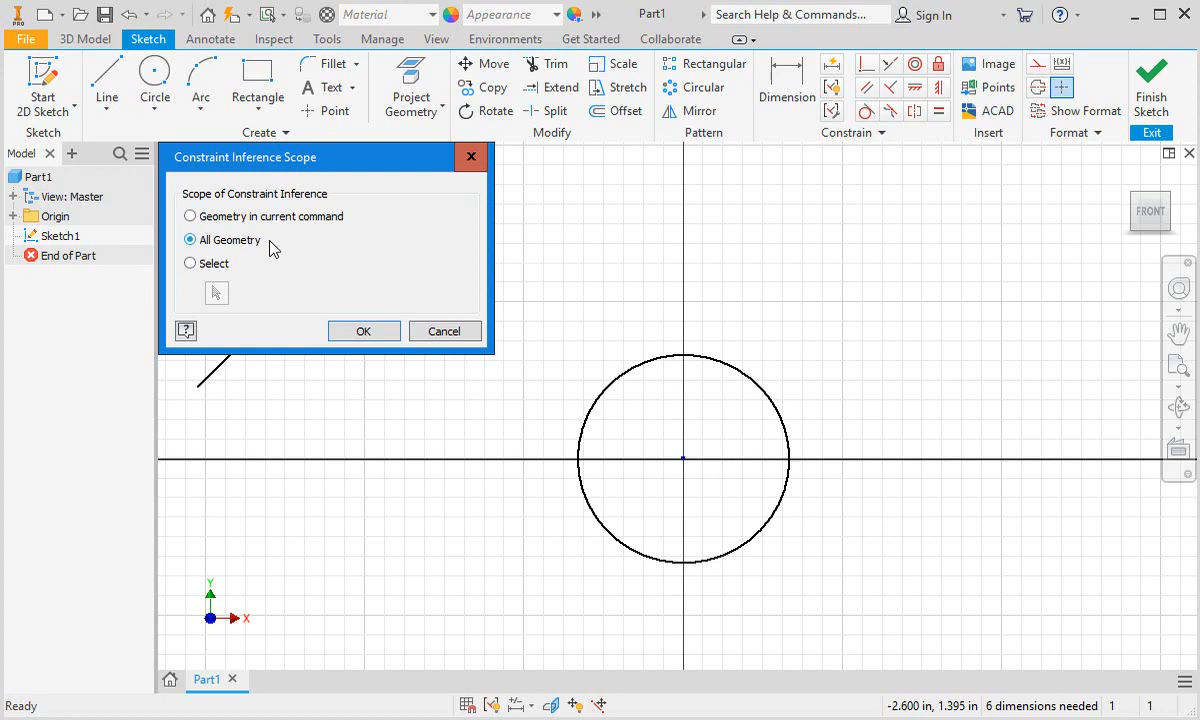 PRO
Material
Appearance
Part1
Search Help & Commands...
Sign In
File
3D Model
Sketch
Annotate
Inspect
Tools
Manage
View
Environments
Get Started
Collaborate
Start
2D Sketch
Line
Circle
Arc
Rectangle
Fillet
Text
Point
Project
Geometry
Move
Copy
Rotate
Trim
Extend
Split
Scale
Stretch
Offset
Rectangular
Circular
Mirror
Dimension
Image
Points
ACAD
Show Format
Finish
Sketch
Sketch
Create
Modify
Pattern
Constrain
Insert
Format
Exit
Model
Part1
View: Master
Origin
Sketch1
End of Part
Constraint Inference Scope
Scope of Constraint Inference
Geometry in current command
All Geometry
Select
OK
Cancel
FRONT
Y
X
Part1
Ready
-2.600 in, 1.395 in
6 dimensions needed
1
1